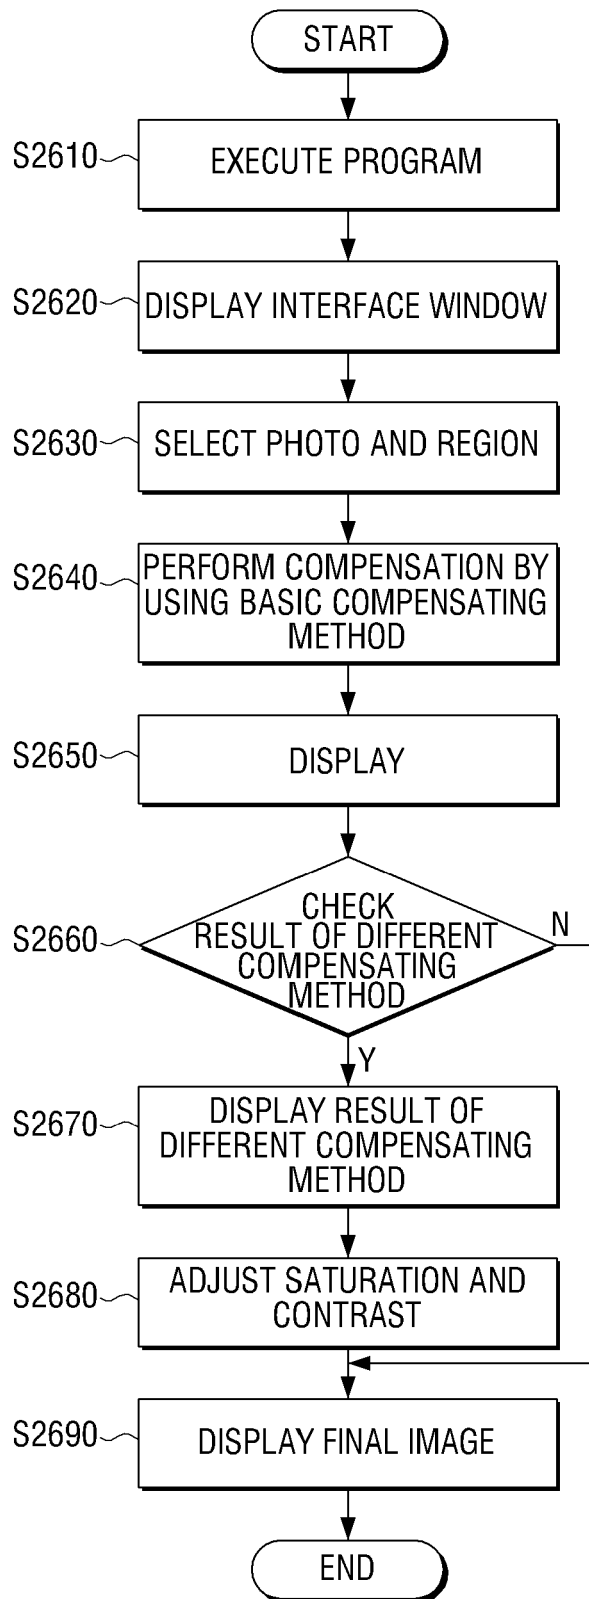 START
S2610
EXECUTE PROGRAM
S2620
DISPLAY INTERFACE WINDOW
S2630
SELECT PHOTO AND REGION
S2640
PERFORM COMPENSATION BY
USING BASIC COMPENSATING
METHOD
S2650
DISPLAY
S2660
CHECK
RESULT OF DIFFERENT
COMPENSATING
METHOD
N
Y
S2670
DISPLAY RESULT OF
DIFFERENT COMPENSATING
METHOD
S2680
ADJUST SATURATION AND
CONTRAST
S2690
DISPLAY FINAL IMAGE
END